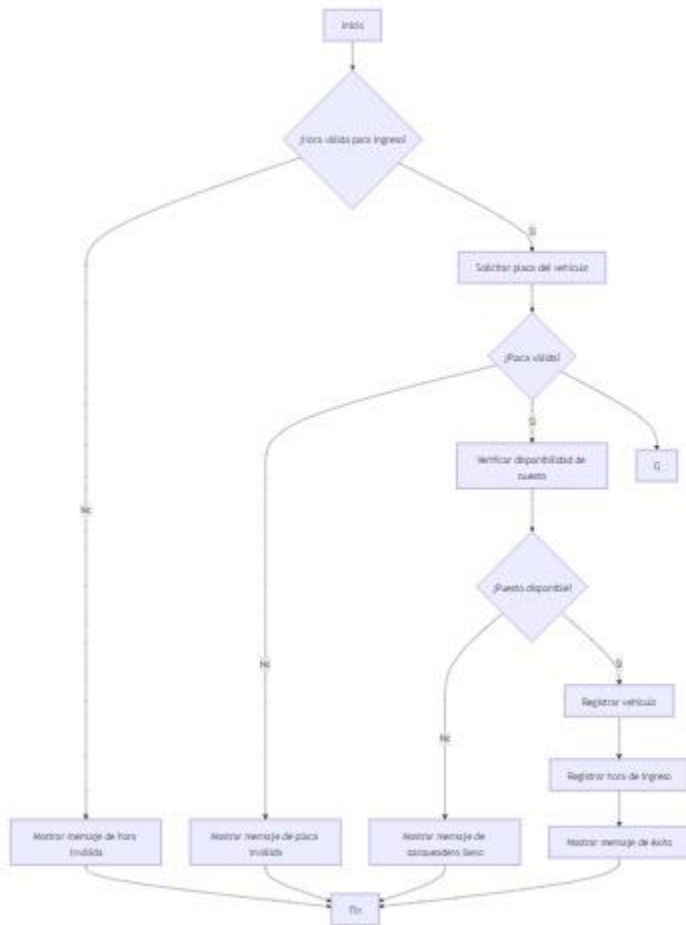 Inicio
¿Hora válida para ingreso?
Sí
Solicitar placa del vehículo
¿Placa válida?
Sí
Verificar disponibilidad de
puesto
G
No
¿Puesto disponible?
No
Sí
Registrar vehículo
No
Registrar hora de ingreso
Mostrar mensaje de hora
inválida
Mostrar mensaje de placa
inválida
Mostrar mensaje de
parqueadero lleno
Mostrar mensaje de éxito
Fin